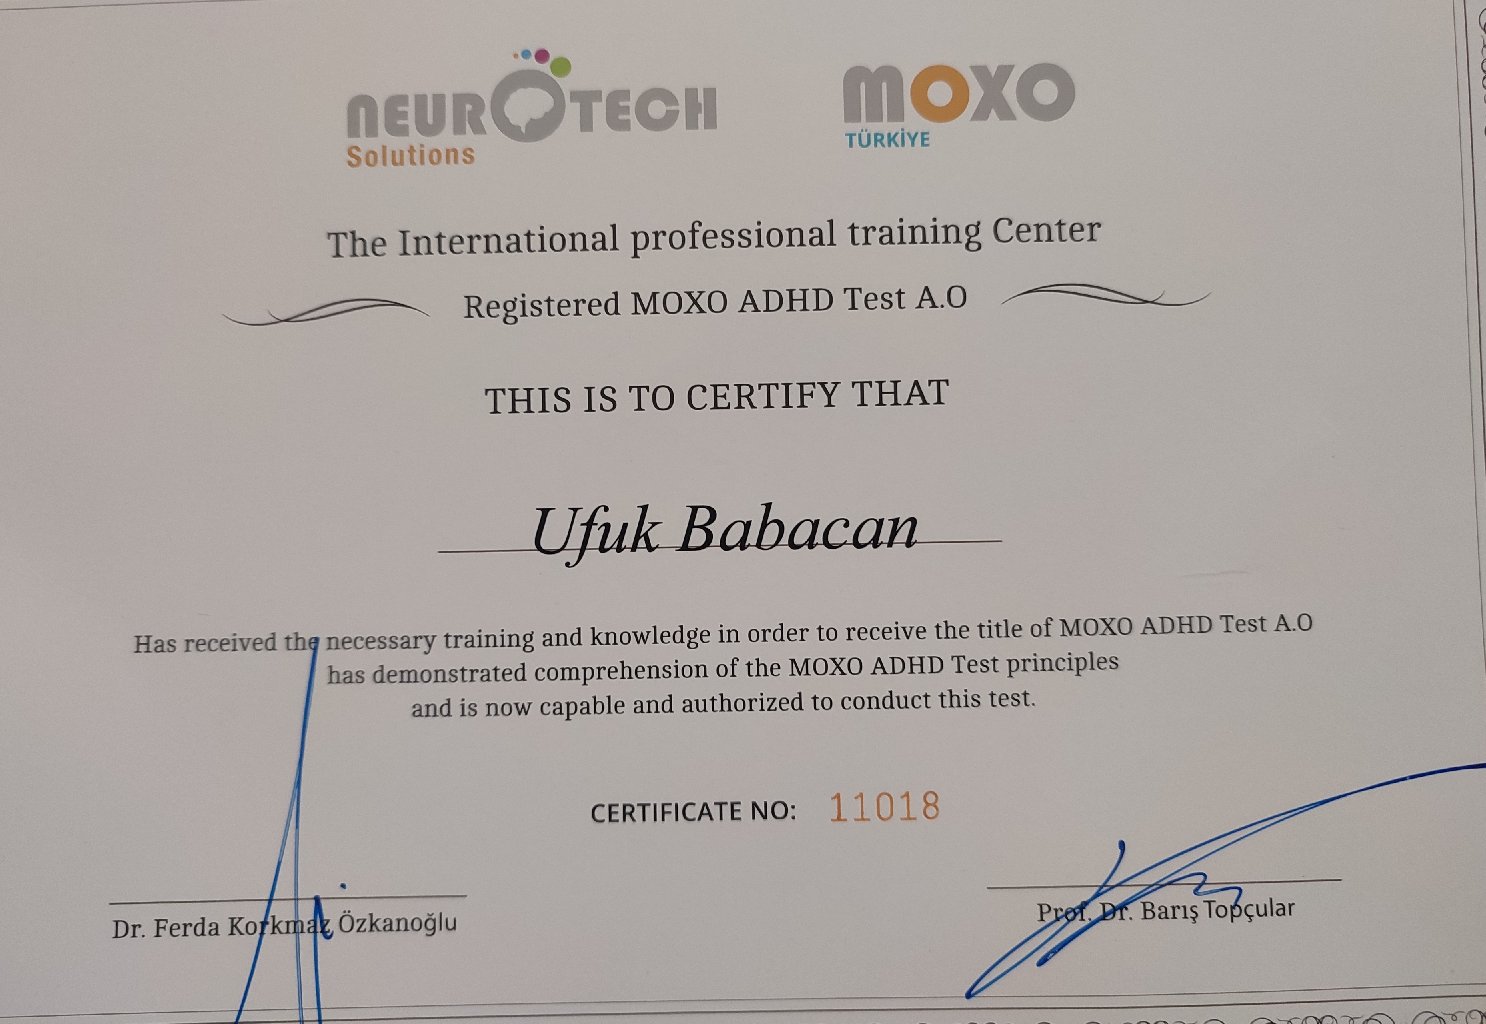 NEUROTECH
Solutions
MOXO
TÜRKİYE
The International professional training Center
Registered MOXO ADHD Test A.O
THIS IS TO CERTIFY THAT
Ufuk Babacan
Has received the necessary training and knowledge in order to receive the title of MOXO ADHD Test A.O
has demonstrated comprehension of the MOXO ADHD Test principles
and is now capable and authorized to conduct this test.
CERTIFICATE NO: 11018
Dr. Ferda Korkmaz Özkanoğlu
Prof. Dr. Barış Topçular